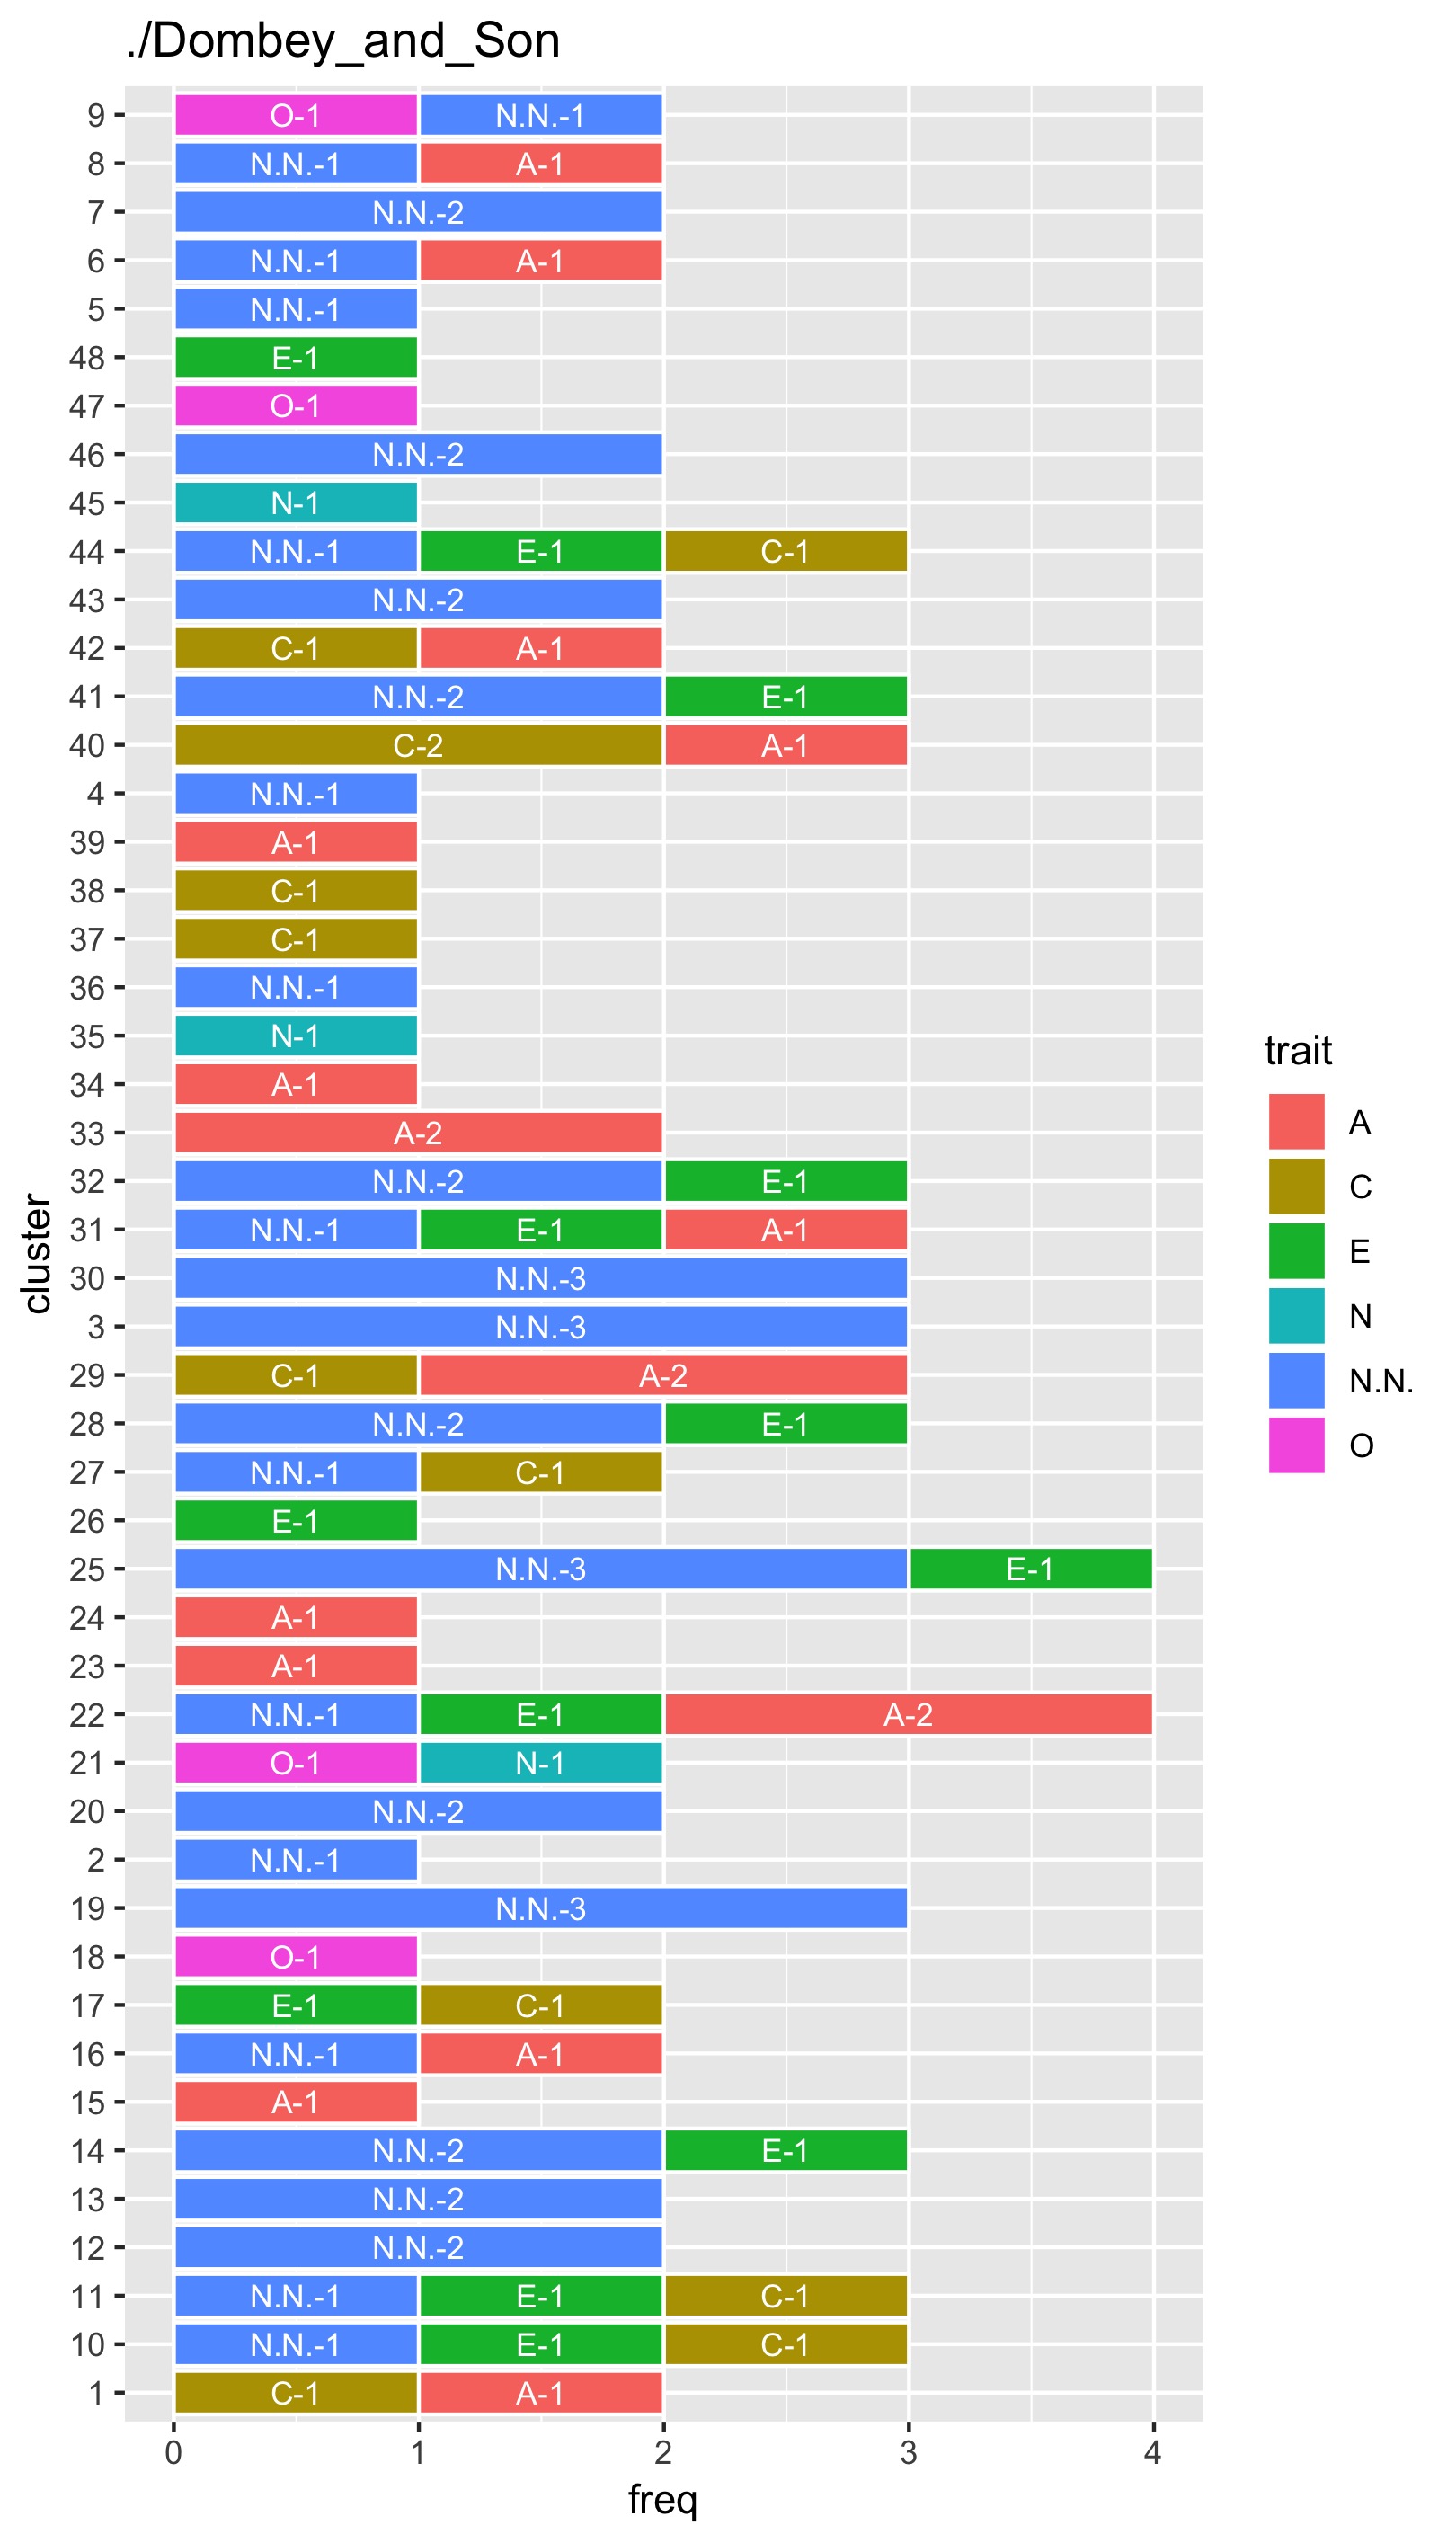 ./Dombey_and_Son
9 O-1 N.N.-1
8 N.N.-1 A-1
7 N.N.-2
6 N.N.-1 A-1
5 N.N.-1
48 E-1
47 O-1
46 N.N.-2
45 N-1
44 N.N.-1 E-1 C-1
43 N.N.-2
42 C-1 A-1
41 N.N.-2 E-1
40 C-2 A-1
4 N.N.-1
39 A-1
38 C-1
37 C-1
36 N.N.-1
35 N-1
34 A-1
33 A-2
32 N.N.-2 E-1
31 N.N.-1 E-1 A-1
30 N.N.-3
3 N.N.-3
29 C-1 A-2
28 N.N.-2 E-1
27 N.N.-1 C-1
26 E-1
25 N.N.-3 E-1
24 A-1
23 A-1
22 N.N.-1 E-1 A-2
21 O-1 N-1
20 N.N.-2
2 N.N.-1
19 N.N.-3
18 O-1
17 E-1 C-1
16 N.N.-1 A-1
15 A-1
14 N.N.-2 E-1
13 N.N.-2
12 N.N.-2
11 N.N.-1 E-1 C-1
10 N.N.-1 E-1 C-1
1 C-1 A-1
0 1 2 3 4
freq
cluster
trait
A
C
E
N
N.N.
O